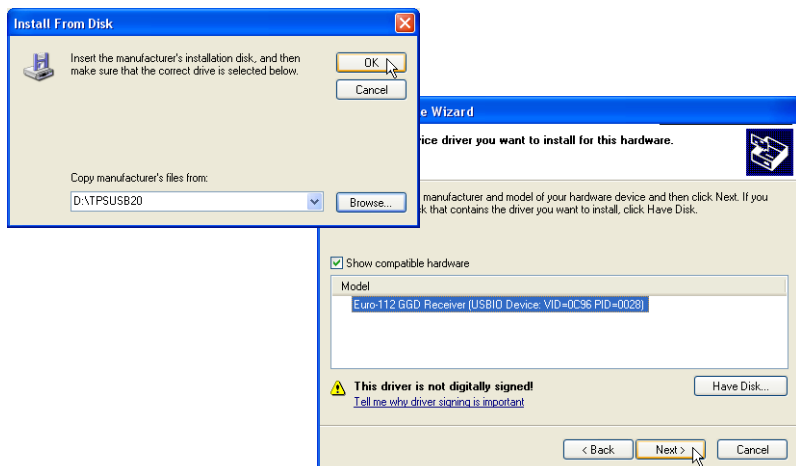 Install From Disk
Insert the manufacturer's installation disk, and then
make sure that the correct drive is selected below.
OK
Cancel
Copy manufacturer's files from:
D:\TPSUSB20
Browse...
e Wizard
ice driver you want to install for this hardware.
manufacturer and model of your hardware device and then click Next. If you
k that contains the driver you want to install, click Have Disk.
Show compatible hardware
Model
Euro-112 GGD Receiver (USBIO Device: VID=0C96 PID=0028)
This driver is not digitally signed!
Tell me why driver signing is important
Have Disk...
< Back
Next >
Cancel